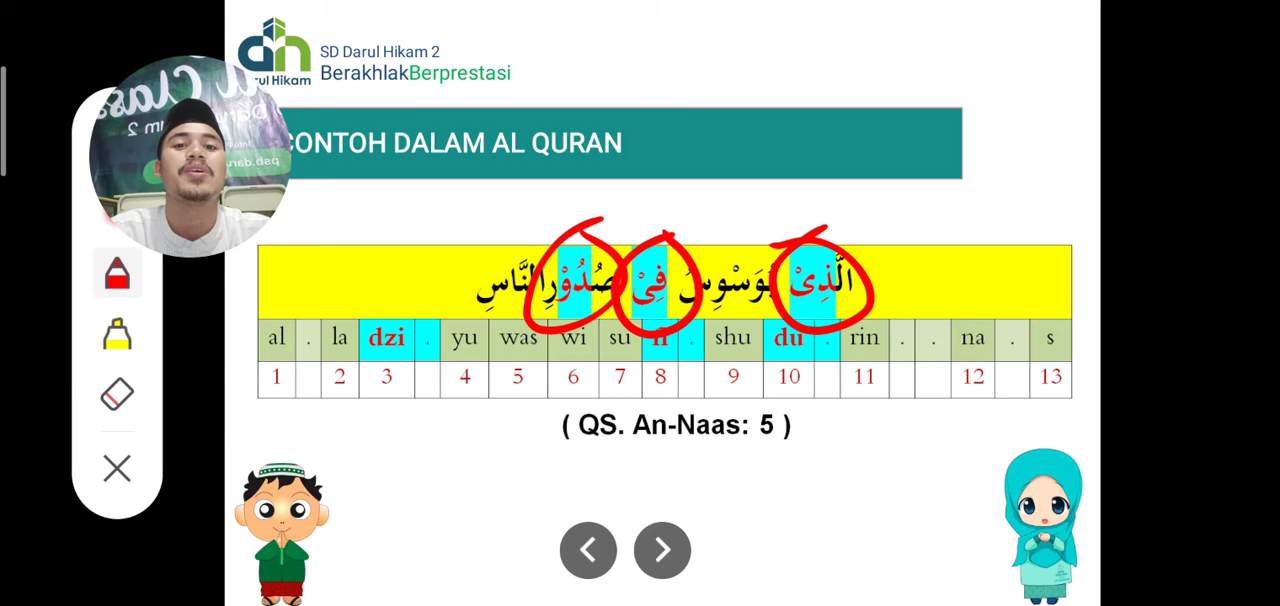 SD Darul Hikam 2
BerakhlakBerprestasi
rul Hikam
CONTOH DALAM AL QURAN
الَّذِىْ يُوَسْوِسُ فِىْ صُدُوْرِالنَّاسِ
al . la dzi . yu was wi su fi . shu du . rin . . na . s
1 2 3 4 5 6 7 8 9 10 11 12 13
( QS. An-Naas: 5 )